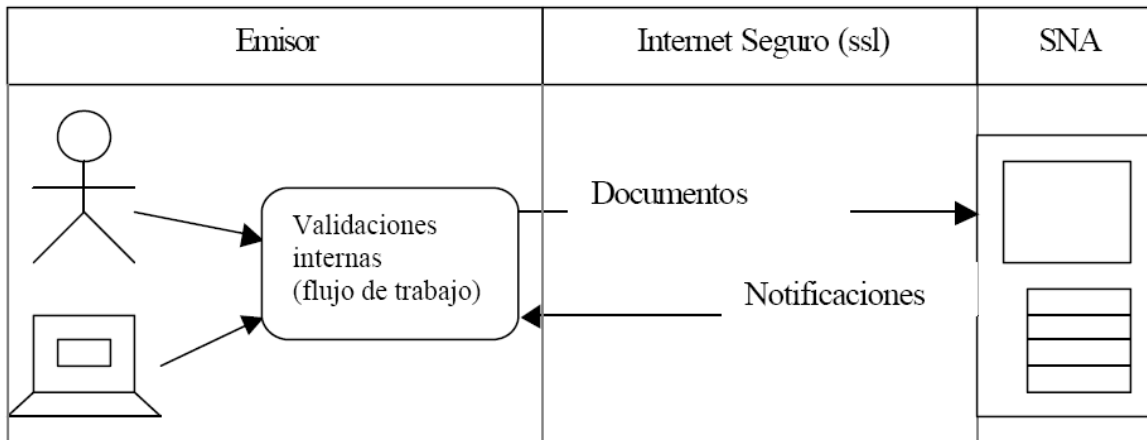 Emisor
Internet Seguro (ssl)
SNA
Documentos
Validaciones
internas
(flujo de trabajo)
Notificaciones